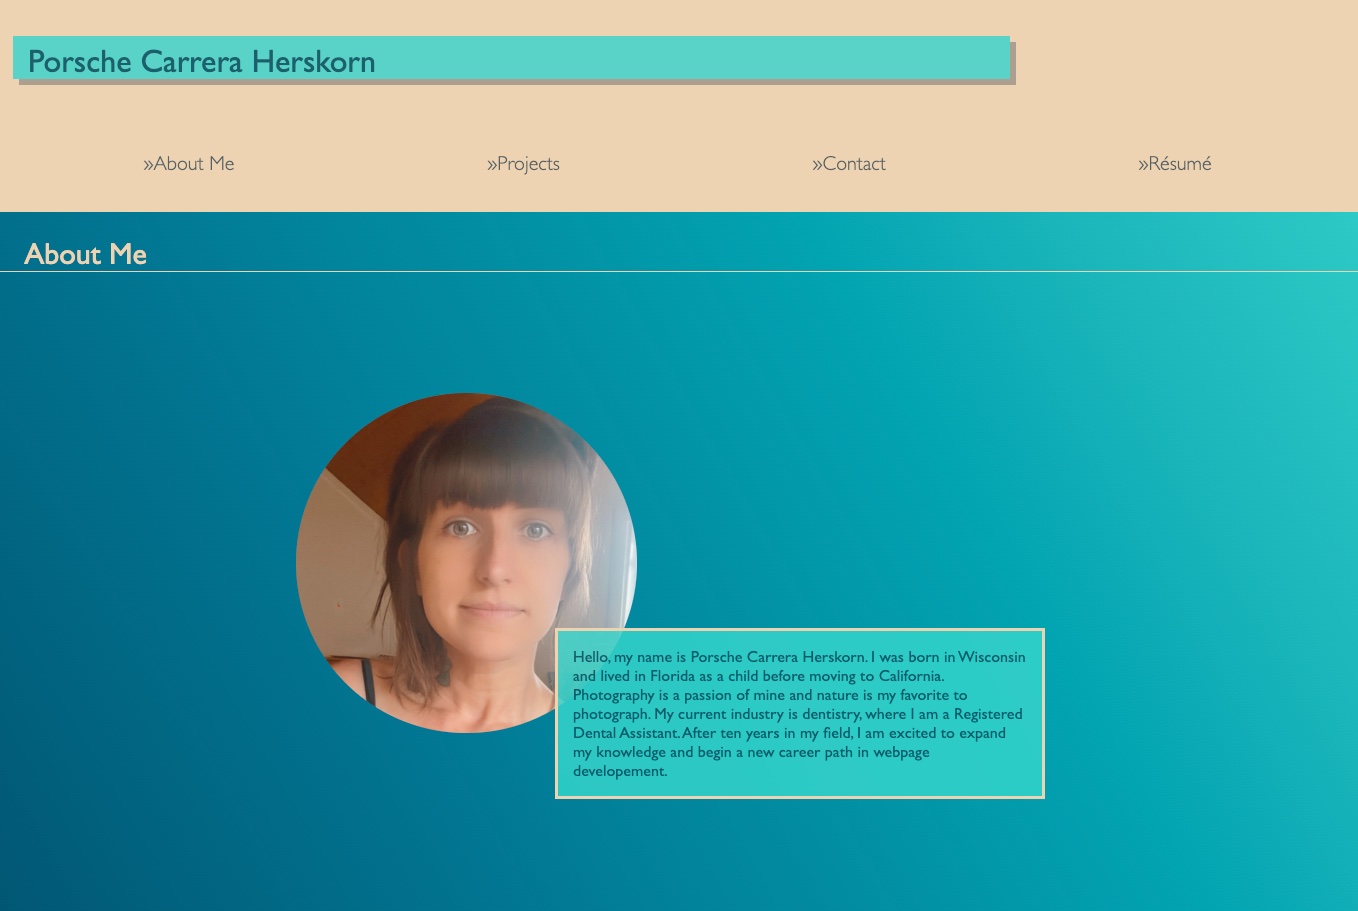 Porsche Carrera Herskorn
»About Me
»Projects
»Contact
»Résumé
About Me
Hello, my name is Porsche Carrera Herskorn. I was born in Wisconsin
and lived in Florida as a child before moving to California.
Photography is a passion of mine and nature is my favorite to
photograph. My current industry is dentistry, where I am a Registered
Dental Assistant. After ten years in my field, I am excited to expand
my knowledge and begin a new career path in webpage
developement.